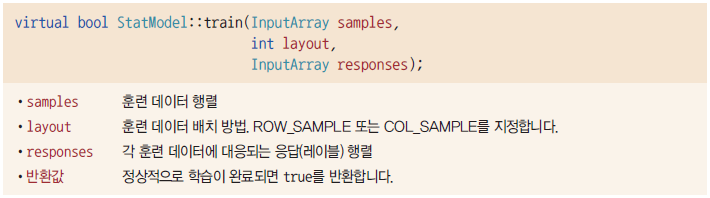 virtual bool StatModel::train(InputArray samples,
int layout,
InputArray responses);
• samples 훈련 데이터 행렬
• layout 훈련 데이터 배치 방법. ROW_SAMPLE 또는 COL_SAMPLE를 지정합니다.
• responses 각 훈련 데이터에 대응되는 응답(레이블) 행렬
• 반환값 정상적으로 학습이 완료되면 true를 반환합니다.